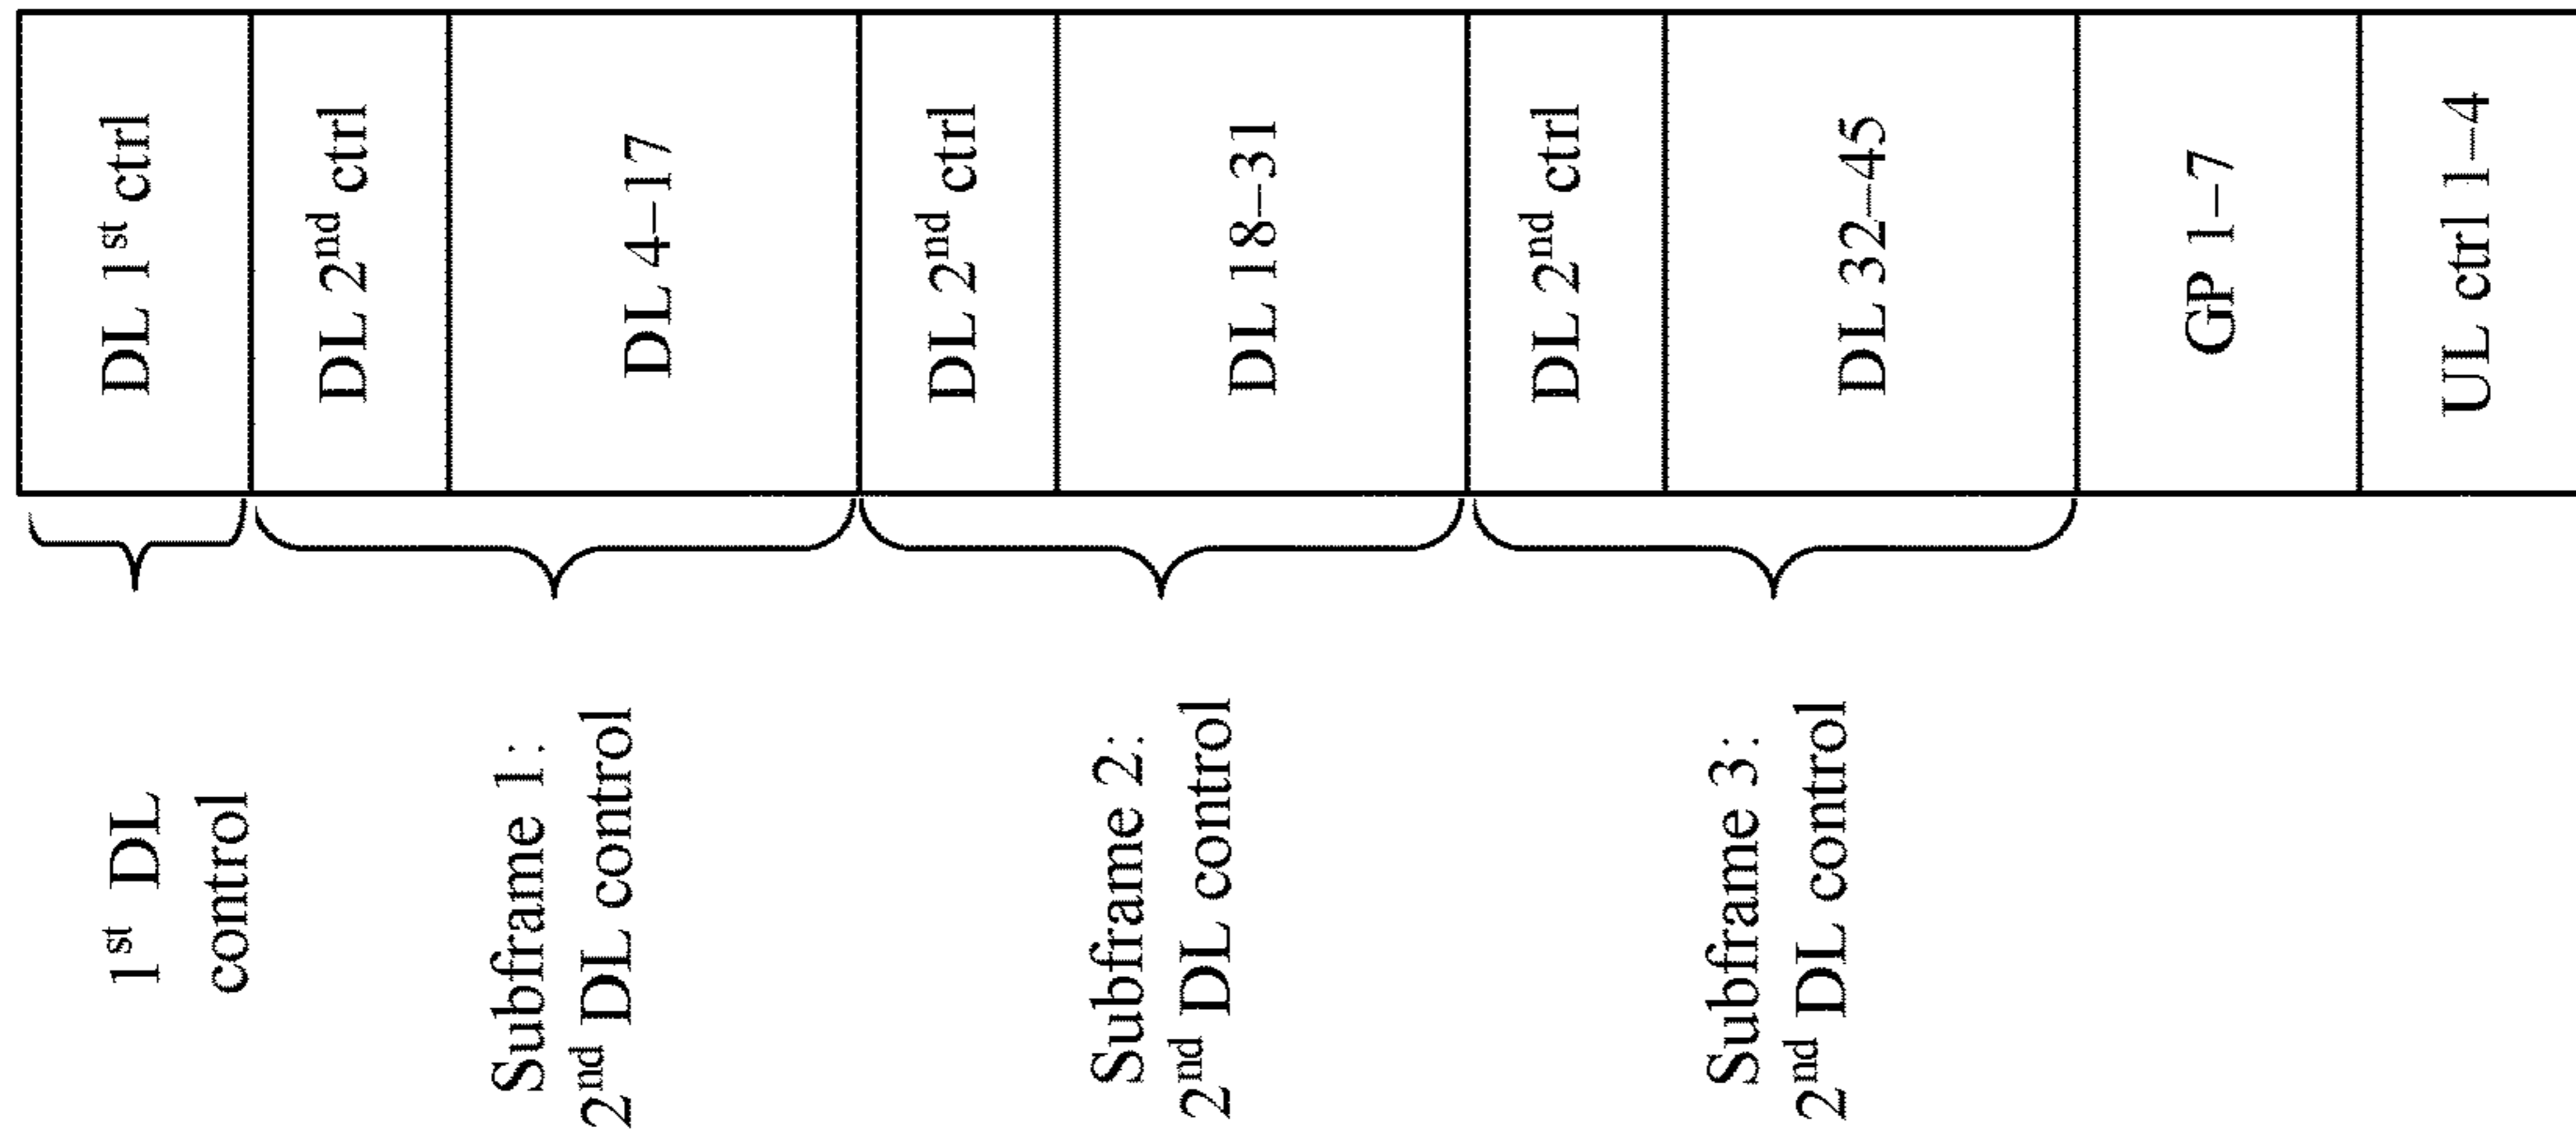 DL 1st ctrl
DL 2nd ctrl
DL 4–17
DL 2nd ctrl
DL 18–31
DL 2nd ctrl
DL 32–45
GP 1–7
UL ctrl 1–4
1st DL
control
Subframe 1:
2nd DL control
Subframe 2:
2nd DL control
Subframe 3:
2nd DL control